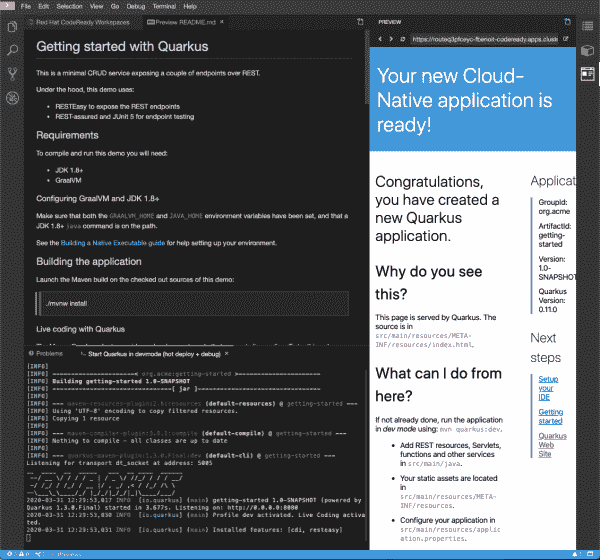 File Edit Selection View Go Debug Terminal Help
Red Hat CodeReady Workspaces
Preview README.md ×
Getting started with Quarkus
This is a minimal CRUD service exposing a couple of endpoints over REST.
Under the hood, this demo uses:
• RESTEasy to expose the REST endpoints
• REST-assured and JUnit 5 for endpoint testing
Requirements
To compile and run this demo you will need:
• JDK 1.8+
• GraalVM
Configuring GraalVM and JDK 1.8+
Make sure that both the GRAALVM_HOME and JAVA_HOME environment variables have been set, and that a
JDK 1.8+ java command is on the path.
See the Building a Native Executable guide for help setting up your environment.
Building the application
Launch the Maven build on the checked out sources of this demo:
./mvnw install
Live coding with Quarkus
Problems
Start Quarkus in devmode (hot deploy + debug) ×
[INFO]
[INFO] ---------------------< org.acme:getting-started >---------------------
[INFO] Building getting-started 1.0-SNAPSHOT
[INFO] --------------------------------[ jar ]---------------------------------
[INFO]
[INFO] --- maven-resources-plugin:2.6:resources (default-resources) @ getting-started ---
[INFO] Using 'UTF-8' encoding to copy filtered resources.
[INFO] Copying 1 resource
[INFO]
[INFO] --- maven-compiler-plugin:3.1:compile (default-compile) @ getting-started ---
[INFO] Nothing to compile - all classes are up to date
[INFO]
[INFO] --- quarkus-maven-plugin:1.3.0.Final:dev (default-cli) @ getting-started ---
Listening for transport dt_socket at address: 5005
2020-03-31 12:29:53,017 INFO [io.quarkus] (main) getting-started 1.0-SNAPSHOT (powered by
Quarkus 1.3.0.Final) started in 3.677s. Listening on: http://0.0.0.0:8080
2020-03-31 12:29:53,030 INFO [io.quarkus] (main) Profile dev activated. Live Coding activa
ted.
2020-03-31 12:29:53,031 INFO [io.quarkus] (main) Installed features: [cdi, resteasy]
PREVIEW
https://routeq3pfceyc-fbenoit-codeready.apps.cluste
Your new Cloud-
Native application is
ready!
Congratulations,
you have created a
new Quarkus
application.
Why do you see
this?
This page is served by Quarkus. The
source is in
src/main/resources/META-
INF/resources/index.html.
What can I do from
here?
If not already done, run the application
in dev mode using: mvn quarkus:dev.
• Add REST resources, Servlets,
functions and other services
in src/main/java.
• Your static assets are located
in
src/main/resources/META-
INF/resources.
• Configure your application in
src/main/resources/applic
ation.properties.
Applicat
GroupId:
org.acme
ArtifactId:
getting-
started
Version:
1.0-
SNAPSHOT
Quarkus
Version:
0.11.0
Next
steps
Setup
your
IDE
Getting
started
Quarkus
Web
Site